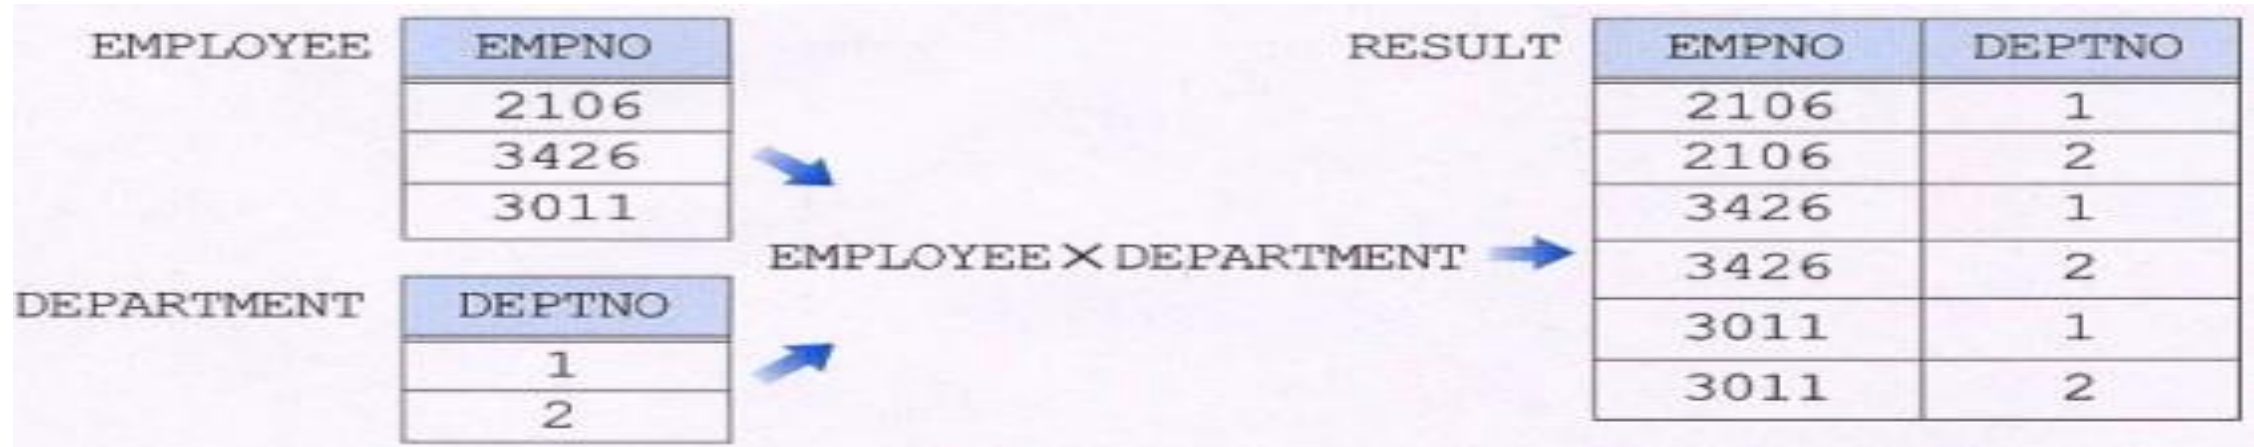 EMPLOYEE
EMPNO
2106
3426
3011
DEPARTMENT
DEPTNO
1
2
EMPLOYEE×DEPARTMENT
RESULT
EMPNO DEPTNO
2106 1
2106 2
3426 1
3426 2
3011 1
3011 2